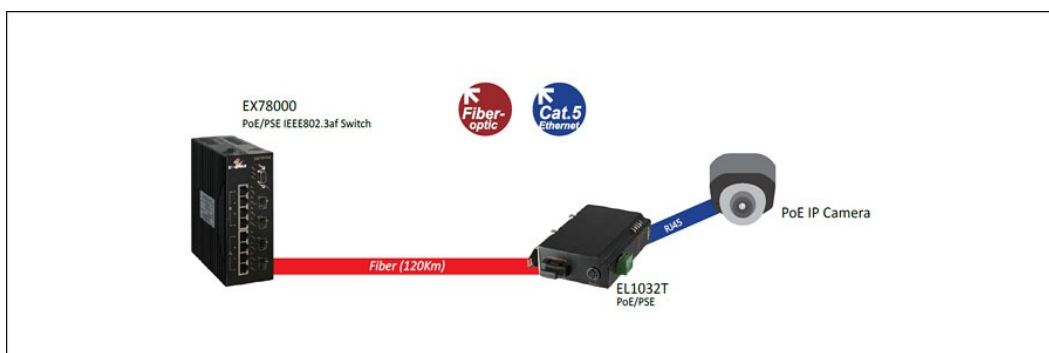 EX78000
PoE/PSE IEEE802.3af Switch
Fiber-
optic
Cat.5
Ethernet
PoE IP Camera
RJ45
Fiber (120Km)
EL1032T
PoE/PSE